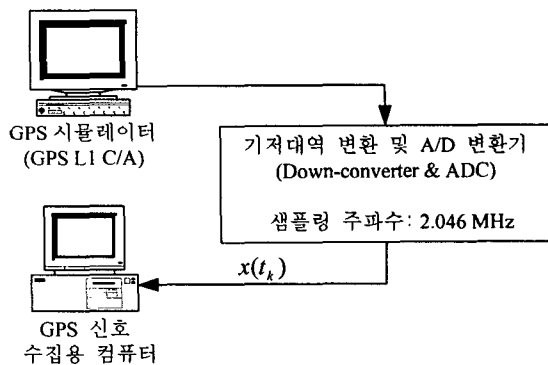 GPS 시뮬레이터
(GPS L1 C/A)
기저대역 변환 및 A/D 변환기
(Down-converter & ADC)
샘플링 주파수: 2.046 MHz
x(t_k)
GPS 신호
수집용 컴퓨터